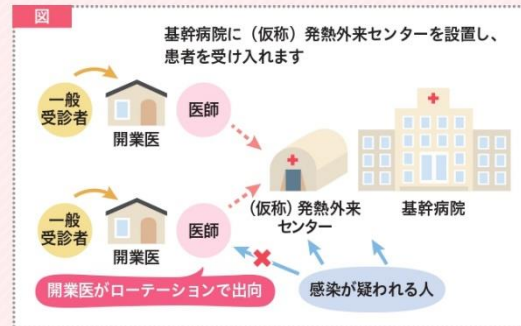 図
基幹病院に（仮称）発熱外来センターを設置し、
患者を受け入れます
一般
受診者
開業医
医師
（仮称）発熱外来
センター
基幹病院
一般
受診者
開業医
医師
開業医がローテーションで出向
感染が疑われる人